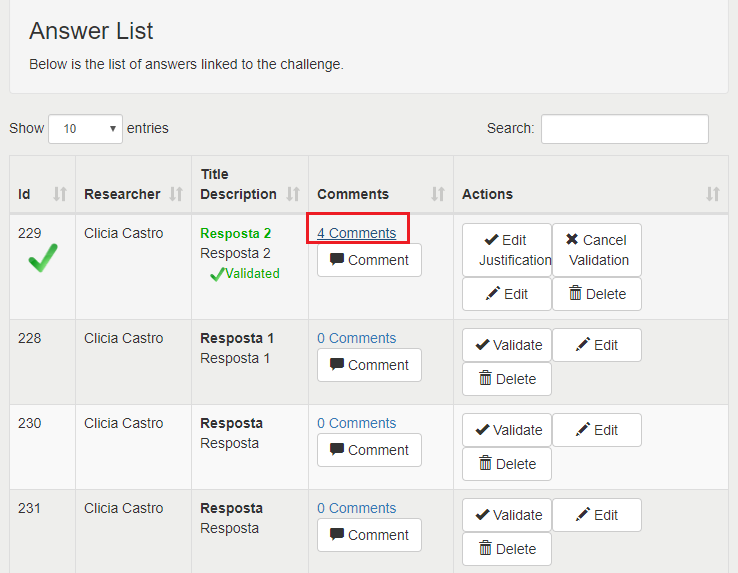 Answer List
Below is the list of answers linked to the challenge.
Show 10 entries Search:
Id Researcher Title Description Comments Actions
229 Clicia Castro Resposta 2 4 Comments Edit Justification Cancel Validation
Resposta 2 Comment
Validated Edit Delete
228 Clicia Castro Resposta 1 0 Comments Validate Edit
Resposta 1 Comment Delete
230 Clicia Castro Resposta 0 Comments Validate Edit
Resposta Comment Delete
231 Clicia Castro Resposta 0 Comments Validate Edit
Resposta Comment Delete